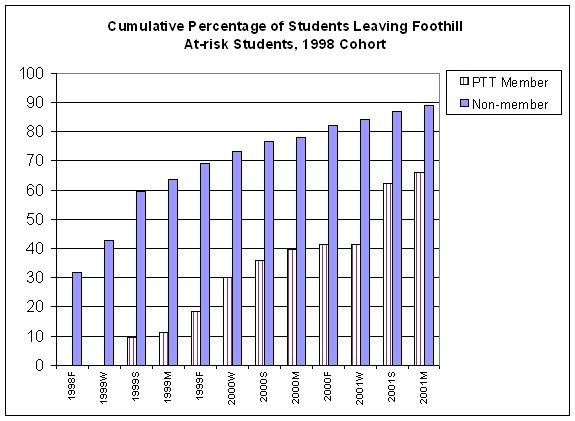 Cumulative Percentage of Students Leaving Foothill
At-risk Students, 1998 Cohort
100
90
80
70
60
50
40
30
20
10
0
1998F
1999W
1999S
1999M
1999F
2000W
2000S
2000M
2000F
2001W
2001S
2001M
PTT Member
Non-member